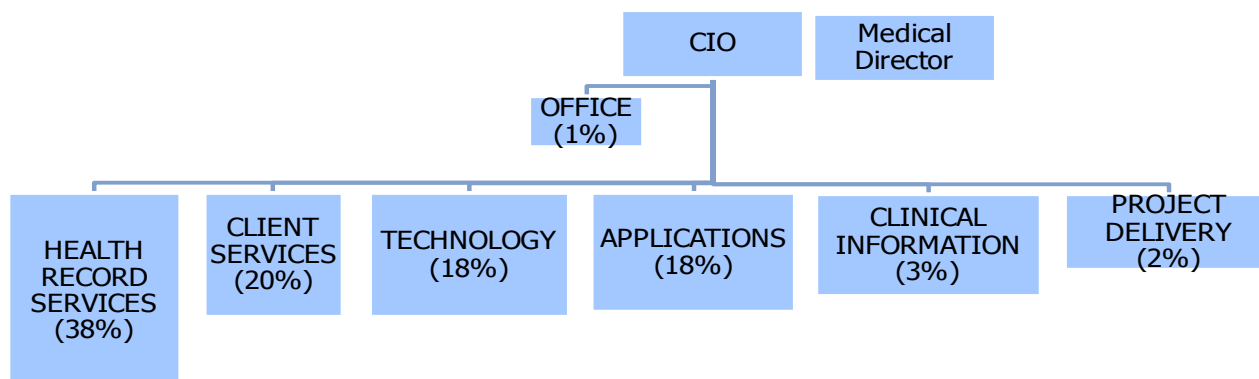 CIO
Medical
Director
OFFICE
(1%)
HEALTH
RECORD
SERVICES
(38%)
CLIENT
SERVICES
(20%)
TECHNOLOGY
(18%)
APPLICATIONS
(18%)
CLINICAL
INFORMATION
(3%)
PROJECT
DELIVERY
(2%)